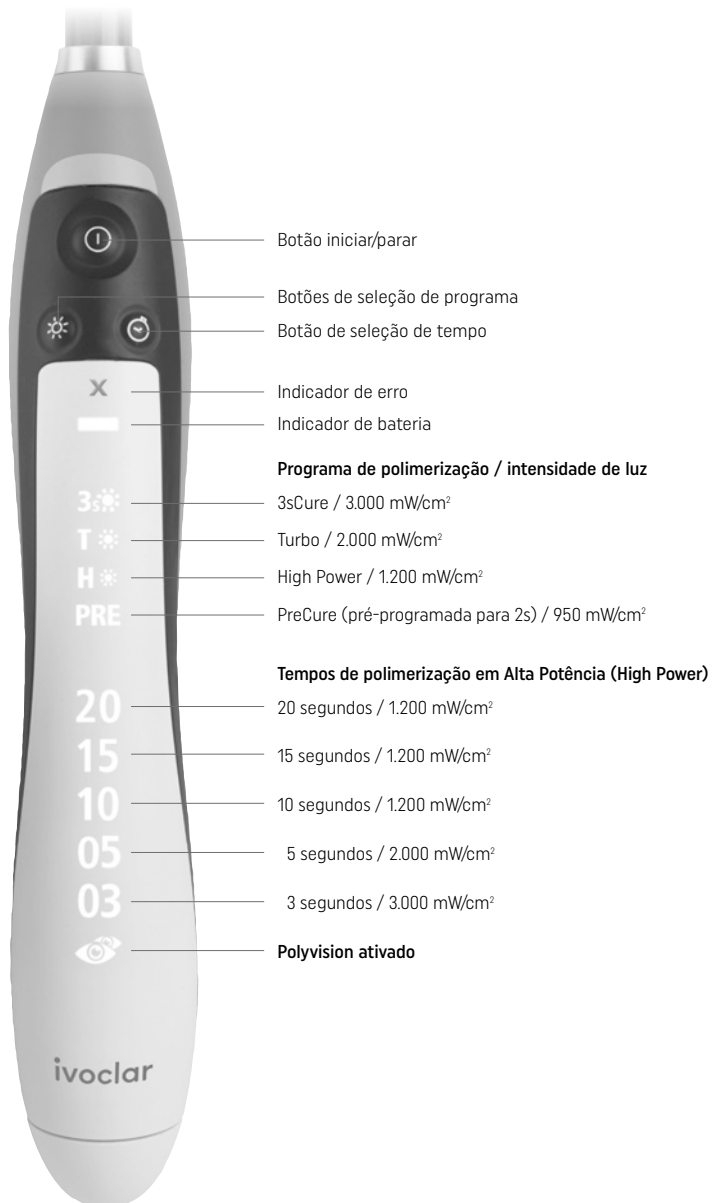 Botão iniciar/parar
Botões de seleção de programa
Botão de seleção de tempo
X
Indicador de erro
Indicador de bateria
Programa de polimerização / intensidade de luz
3s
3sCure / 3.000 mW/cm²
T
Turbo / 2.000 mW/cm²
H
High Power / 1.200 mW/cm²
PRE
PreCure (pré-programada para 2s) / 950 mW/cm²
Tempos de polimerização em Alta Potência (High Power)
20
20 segundos / 1.200 mW/cm²
15
15 segundos / 1.200 mW/cm²
10
10 segundos / 1.200 mW/cm²
05
5 segundos / 2.000 mW/cm²
03
3 segundos / 3.000 mW/cm²
Polyvision ativado
ivoclar